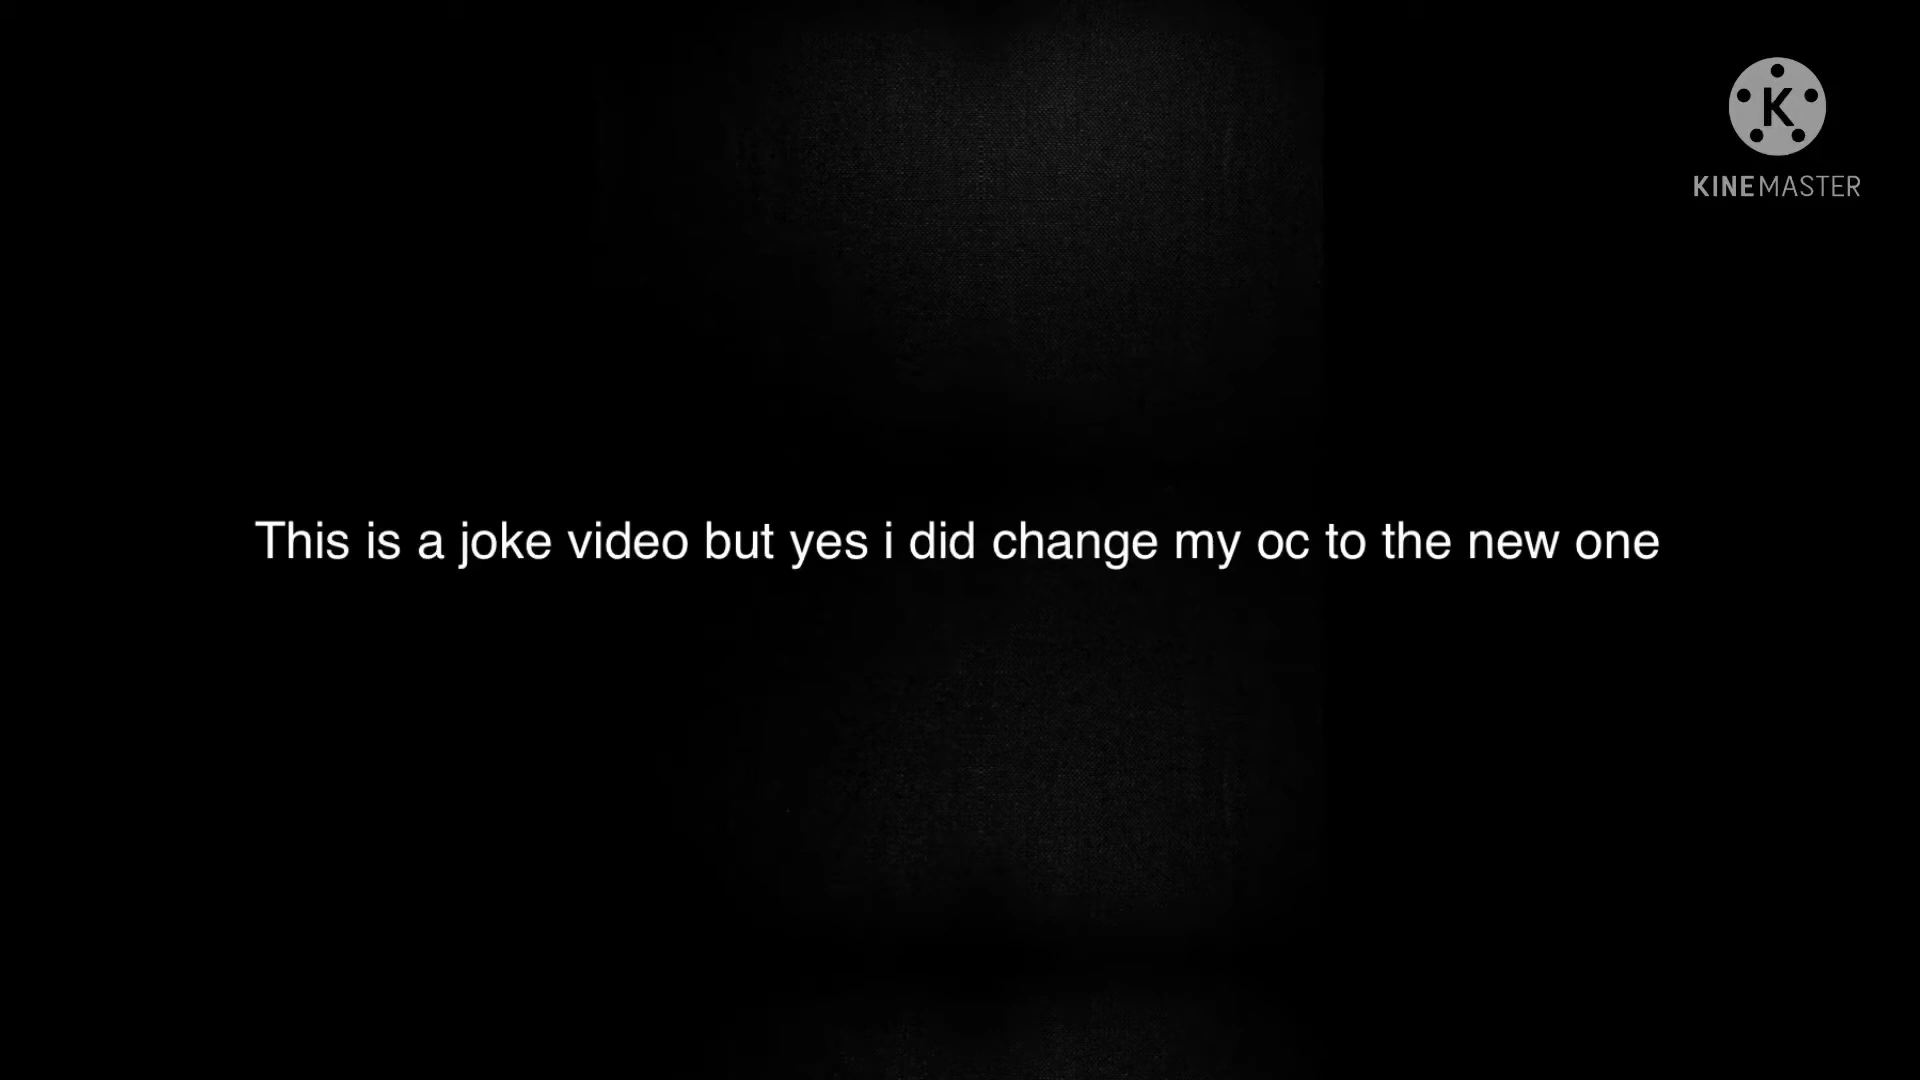 K
KINEMASTER
This is a joke video but yes i did change my oc to the new one